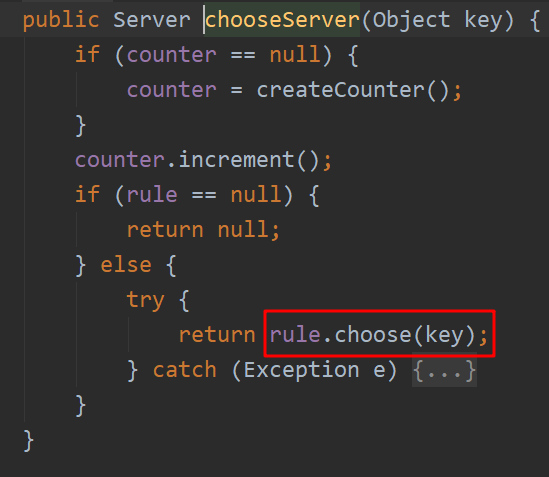 public Server chooseServer(Object key) {
if (counter == null) {
counter = createCounter();
}
counter.increment();
if (rule == null) {
return null;
} else {
try {
return rule.choose(key);
} catch (Exception e) {...}
}
}